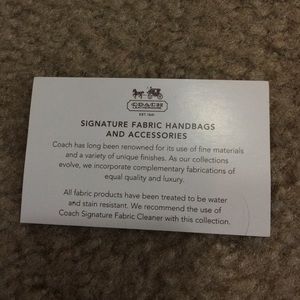 COACH
EST. 1941
SIGNATURE FABRIC HANDBAGS
AND ACCESSORIES
Coach has long been renowned for its use of fine materials
and a variety of unique finishes. As our collections
evolve, we incorporate complementary fabrications of
equal quality and luxury.
All fabric products have been treated to be water
and stain resistant. We recommend the use of
Coach Signature Fabric Cleaner with this collection.